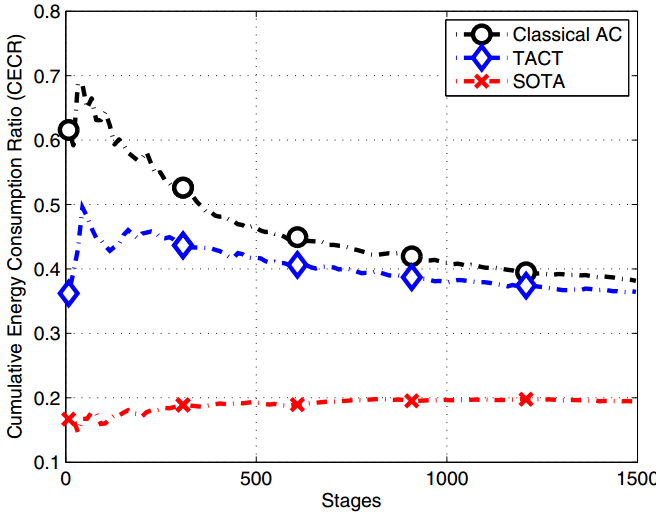 0.8
0.7
0.6
0.5
0.4
0.3
0.2
0.1
Cumulative Energy Consumption Ratio (CECR)
Classical AC
TACT
SOTA
0
500
1000
1500
Stages